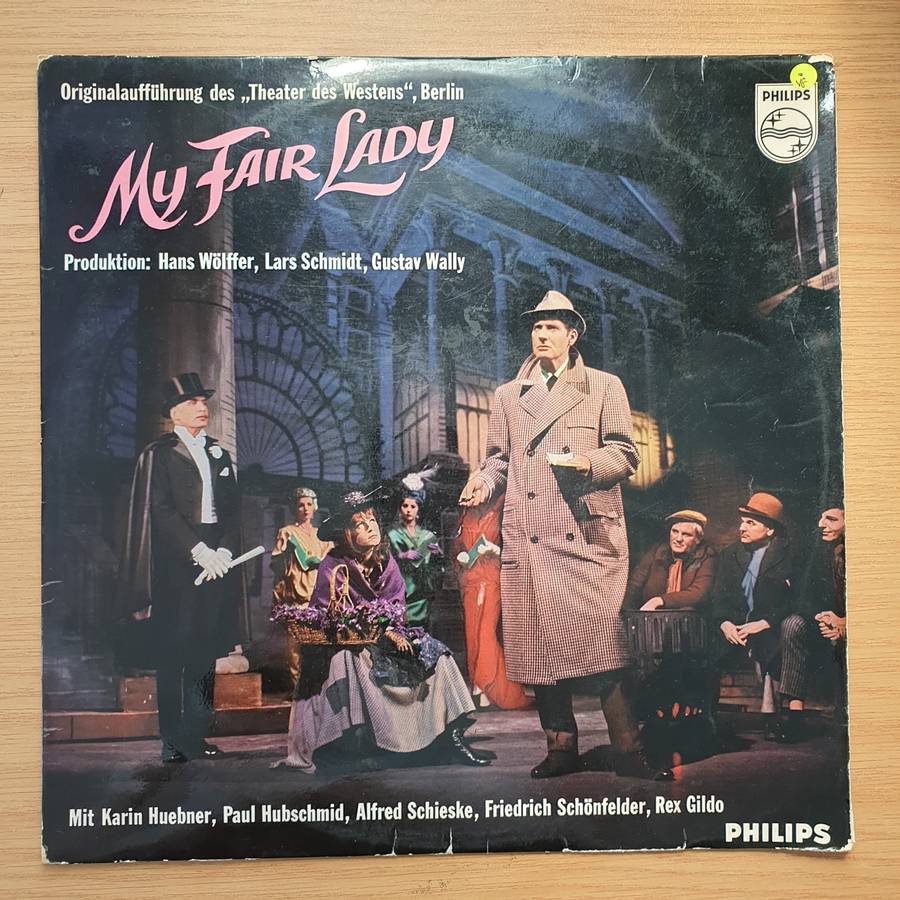 Originalaufführung des „Theater des Westens“, Berlin
My Fair Lady
PHILIPS
Produktion: Hans Wölffer, Lars Schmidt, Gustav Wally
Mit Karin Huebner, Paul Hubschmid, Alfred Schieske, Friedrich Schönfelder, Rex Gildo
PHILIPS